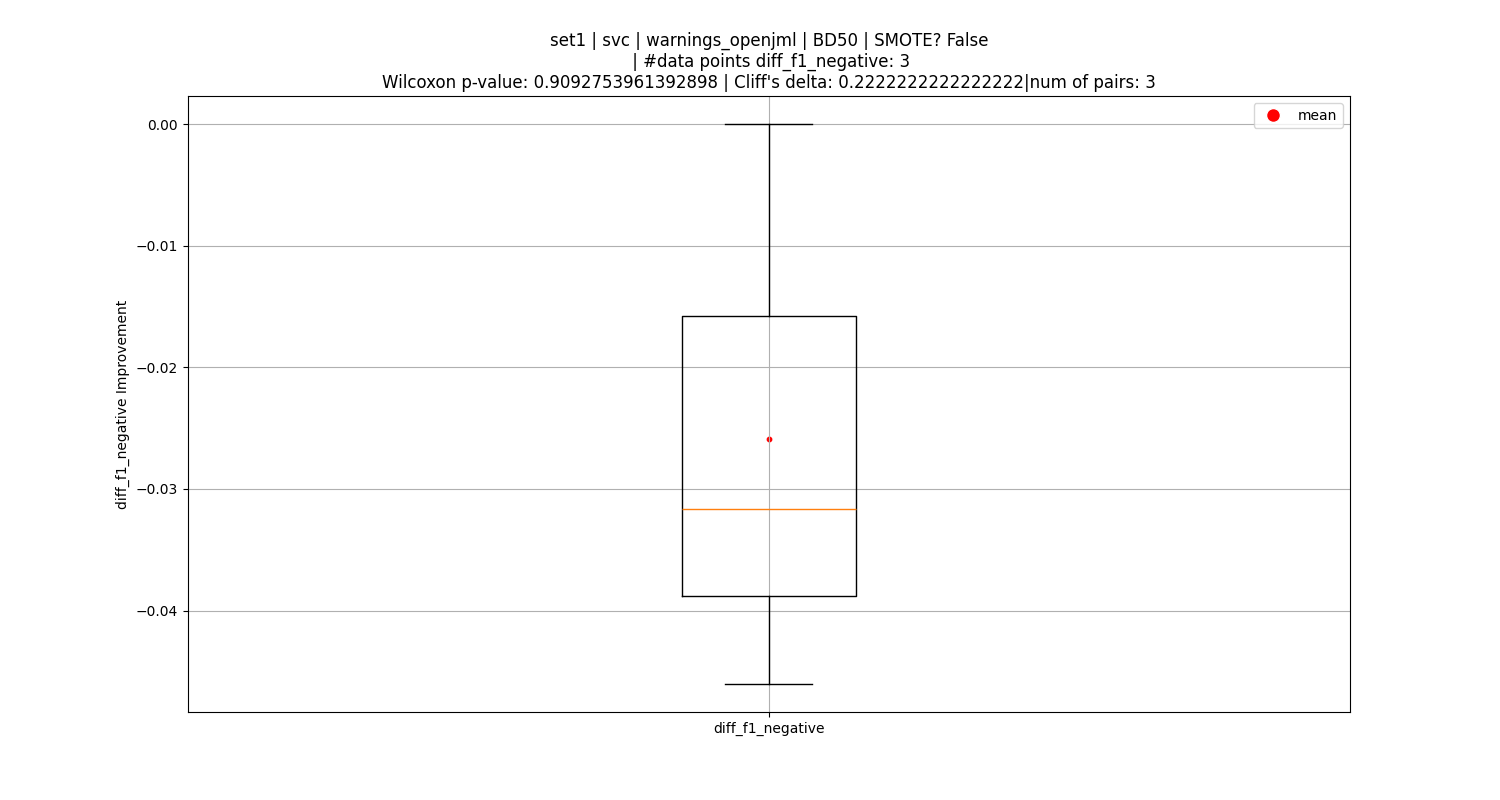 set1 | svc | warnings_openjml | BD50 | SMOTE? False
| #data points diff_f1_negative: 3
Wilcoxon p-value: 0.9092753961392898 | Cliff's delta: 0.2222222222222222|num of pairs: 3
mean
0.00
−0.01
−0.02
−0.03
−0.04
diff_f1_negative Improvement
diff_f1_negative